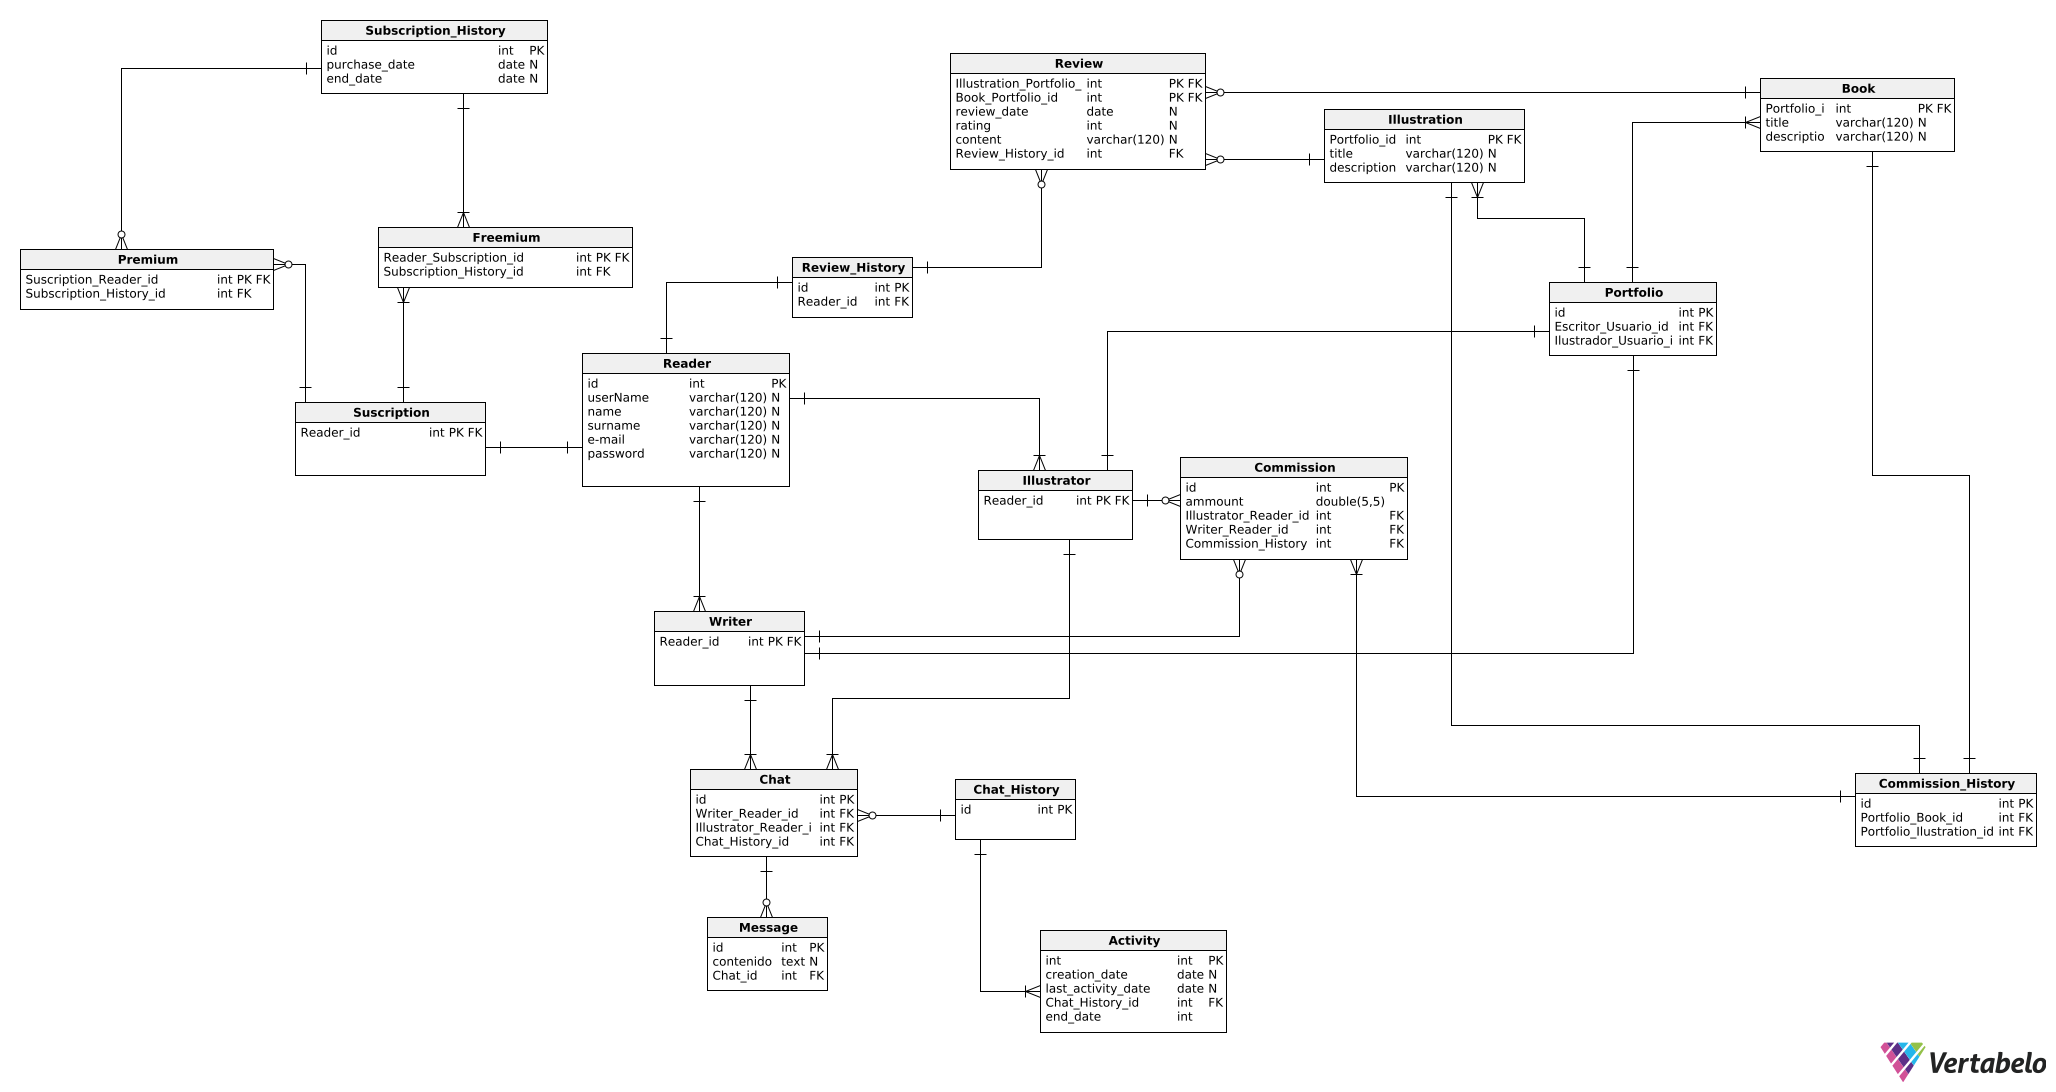 Subscription_History
id int PK
purchase_date date N
end_date date N
Review
Illustration_Portfolio_ int PK FK
Book_Portfolio_id int PK FK
review_date date N
rating int N
content varchar(120) N
Review_History_id int FK
Book
Portfolio_i int PK FK
title varchar(120) N
descriptio varchar(120) N
Illustration
Portfolio_id int PK FK
title varchar(120) N
description varchar(120) N
Freemium
Reader_Subscription_id int PK FK
Subscription_History_id int FK
Premium
Suscription_Reader_id int PK FK
Subscription_History_id int FK
Review_History
id int PK
Reader_id int FK
Portfolio
id int PK
Escritor_Usuario_id int FK
Ilustrador_Usuario_i int FK
Reader
id int PK
userName varchar(120) N
name varchar(120) N
surname varchar(120) N
e-mail varchar(120) N
password varchar(120) N
Suscription
Reader_id int PK FK
Illustrator
Reader_id int PK FK
Commission
id int PK
ammount double(5,5)
Illustrator_Reader_id int FK
Writer_Reader_id int FK
Commission_History int FK
Writer
Reader_id int PK FK
Chat
id int PK
Writer_Reader_id int FK
Illustrator_Reader_i int FK
Chat_History_id int FK
Chat_History
id int PK
Commission_History
id int PK
Portfolio_Book_id int FK
Portfolio_Ilustration_id int FK
Message
id int PK
contenido text N
Chat_id int FK
Activity
int int PK
creation_date date N
last_activity_date date N
Chat_History_id int FK
end_date int
Vertabelo